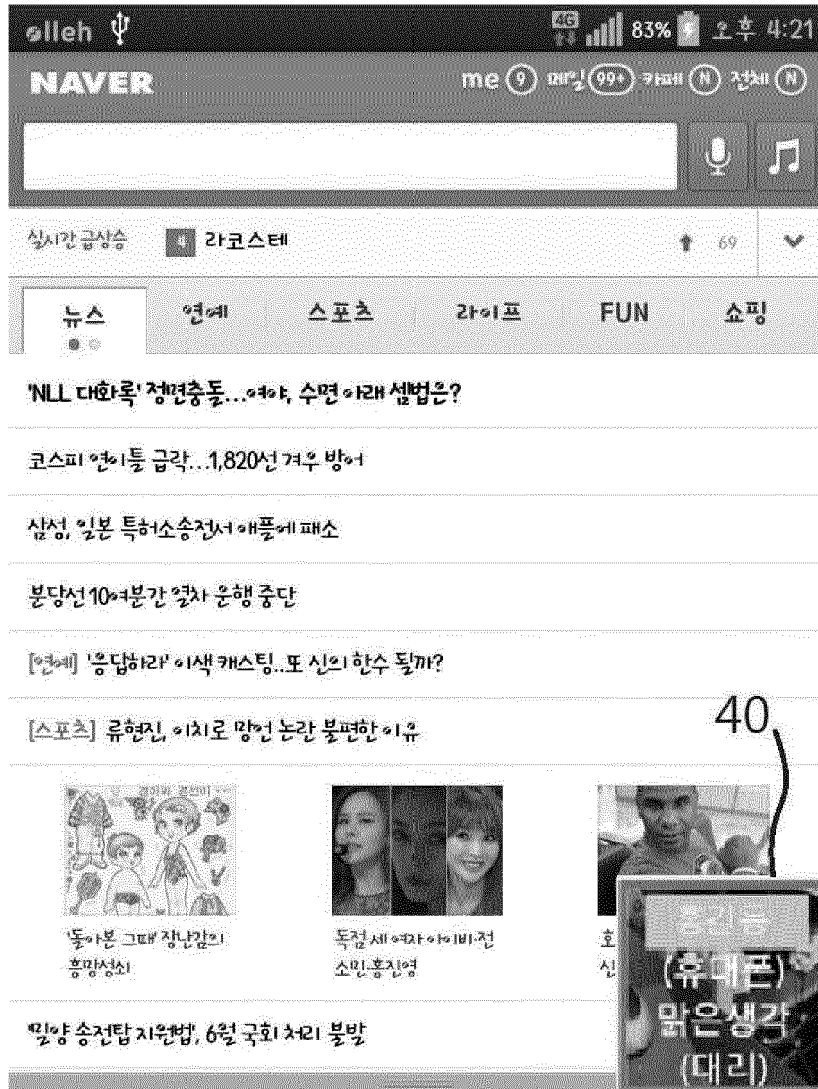 olleh 4G 83% 오후 4:21
NAVER me 9 메일 99+ 카페 N 전체 N
실시간 급상승 4 라코스테 69
뉴스 연예 스포츠 라이프 FUN 쇼핑
'NLL 대화록' 정면충돌…여야, 수면 아래 셈법은?
코스피 연이틀 급락…1,820선 겨우 방어
삼성, 일본 특허소송전서 애플에 패소
분당선 10여분간 열차 운행 중단
[연예] '응답하라' 이색 캐스팅..또 신의 한수 될까?
[스포츠] 류현진, 이치로 망언 논란 불편한 이유
40
'돌아본 그때' 장난감의
흥망성쇠
독점 세 여자 아이비·전
소민·홍진영
호
신
홍길동
(휴대폰)
맑은생각
(대리)
'밀양 송전탑 지원법', 6월 국회 처리 불발